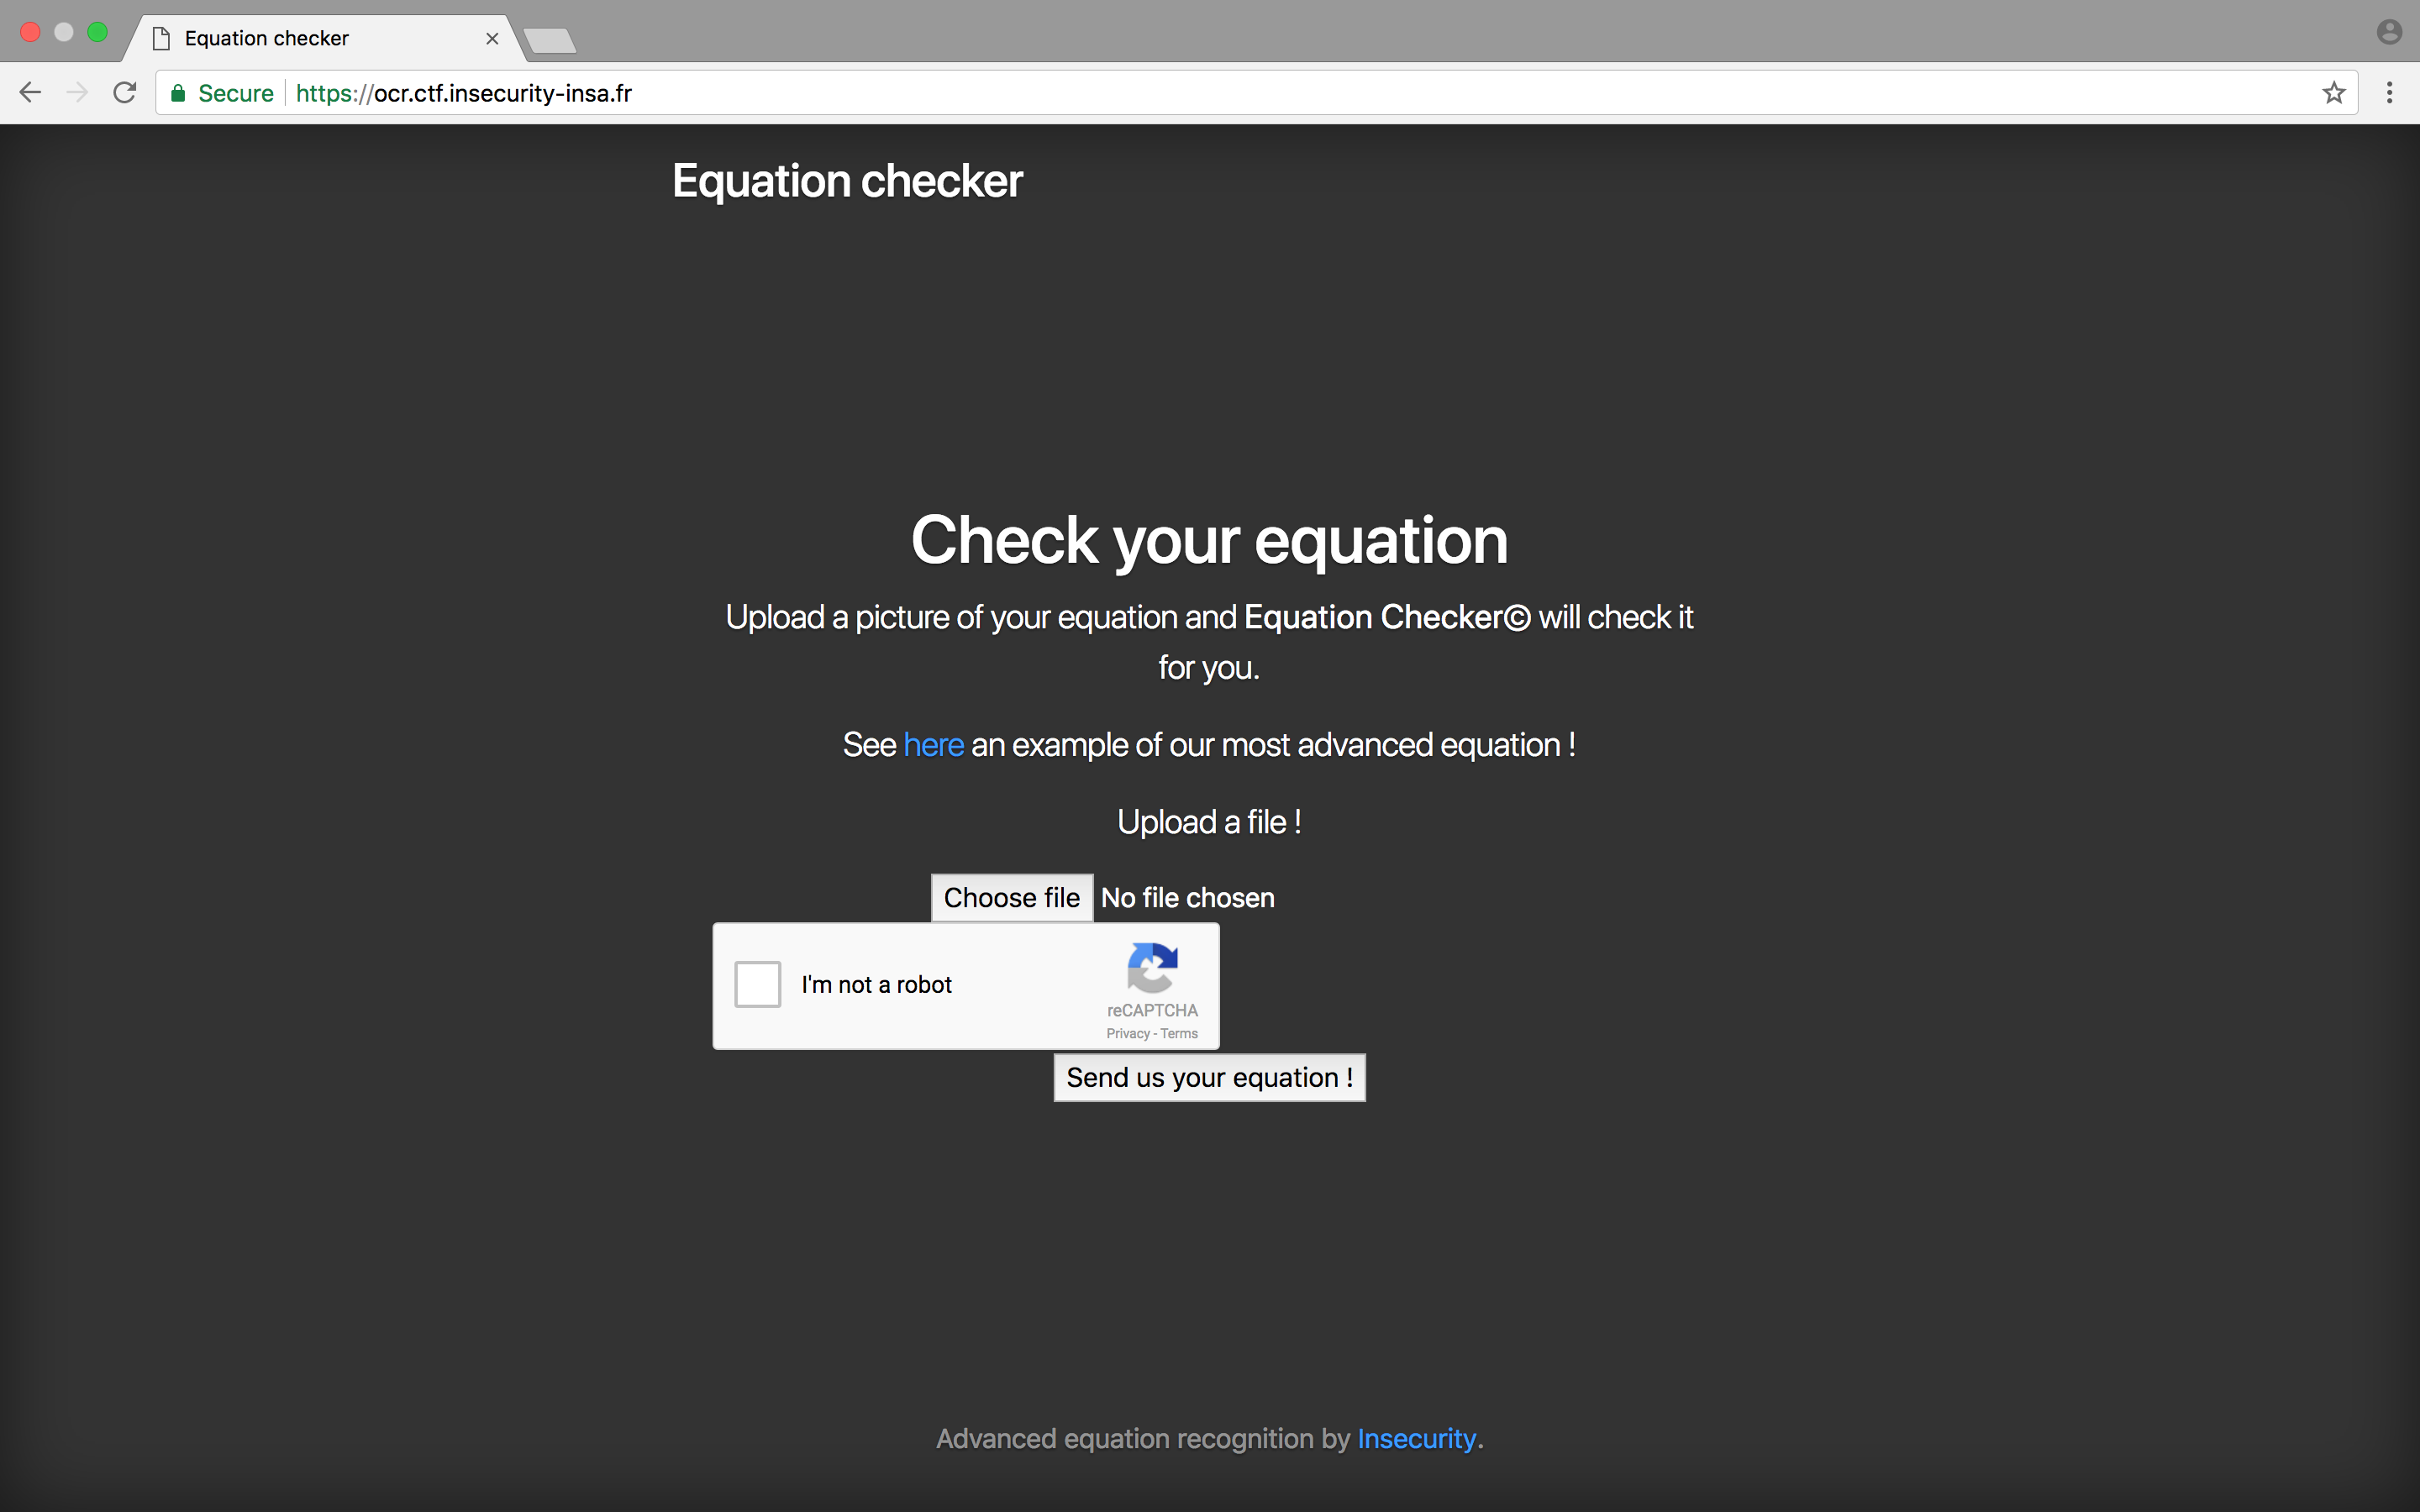 Equation checker
Secure https://ocr.ctf.insecurity-insa.fr
Equation checker
Check your equation
Upload a picture of your equation and Equation Checker© will check it
for you.
See here an example of our most advanced equation !
Upload a file !
Choose file No file chosen
I'm not a robot
reCAPTCHA
Privacy - Terms
Send us your equation !
Advanced equation recognition by Insecurity.